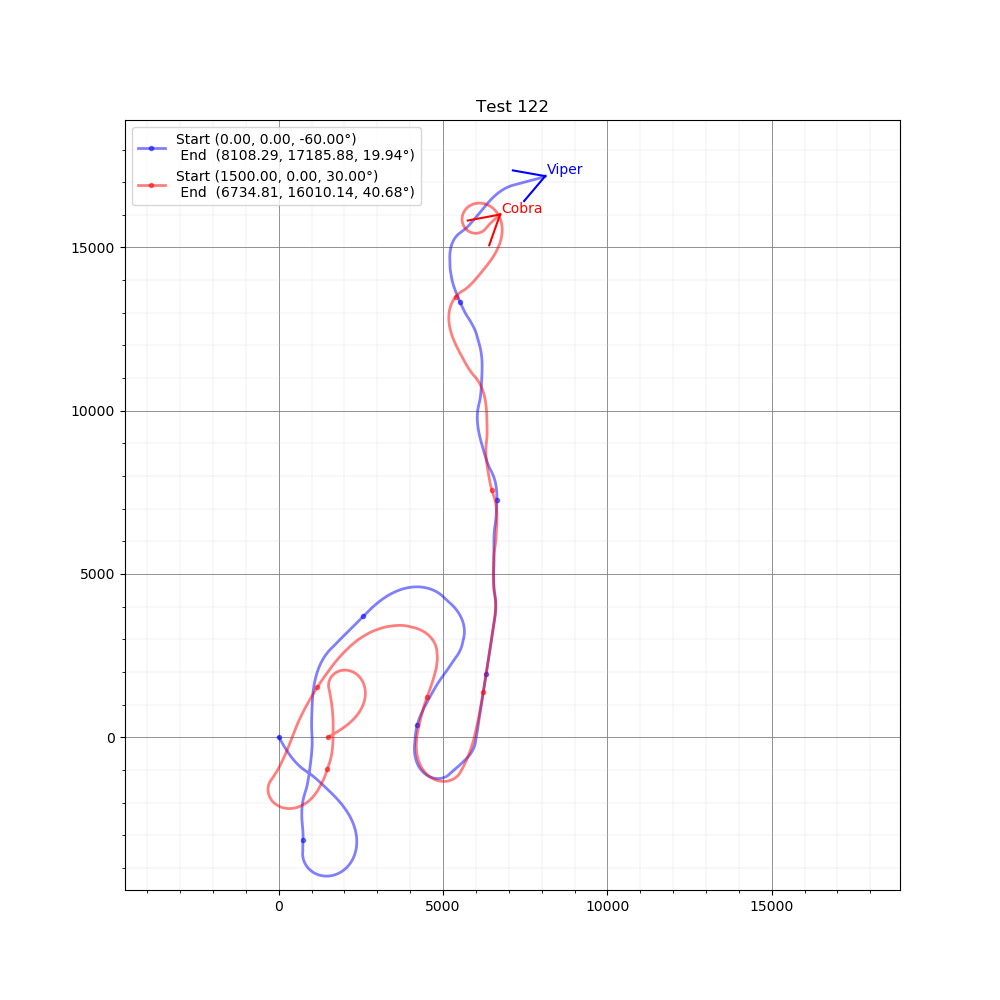 Test 122
Start (0.00, 0.00, -60.00°)
End (8108.29, 17185.88, 19.94°)
Start (1500.00, 0.00, 30.00°)
End (6734.81, 16010.14, 40.68°)
Viper
Cobra
15000
10000
5000
0
0 5000 10000 15000